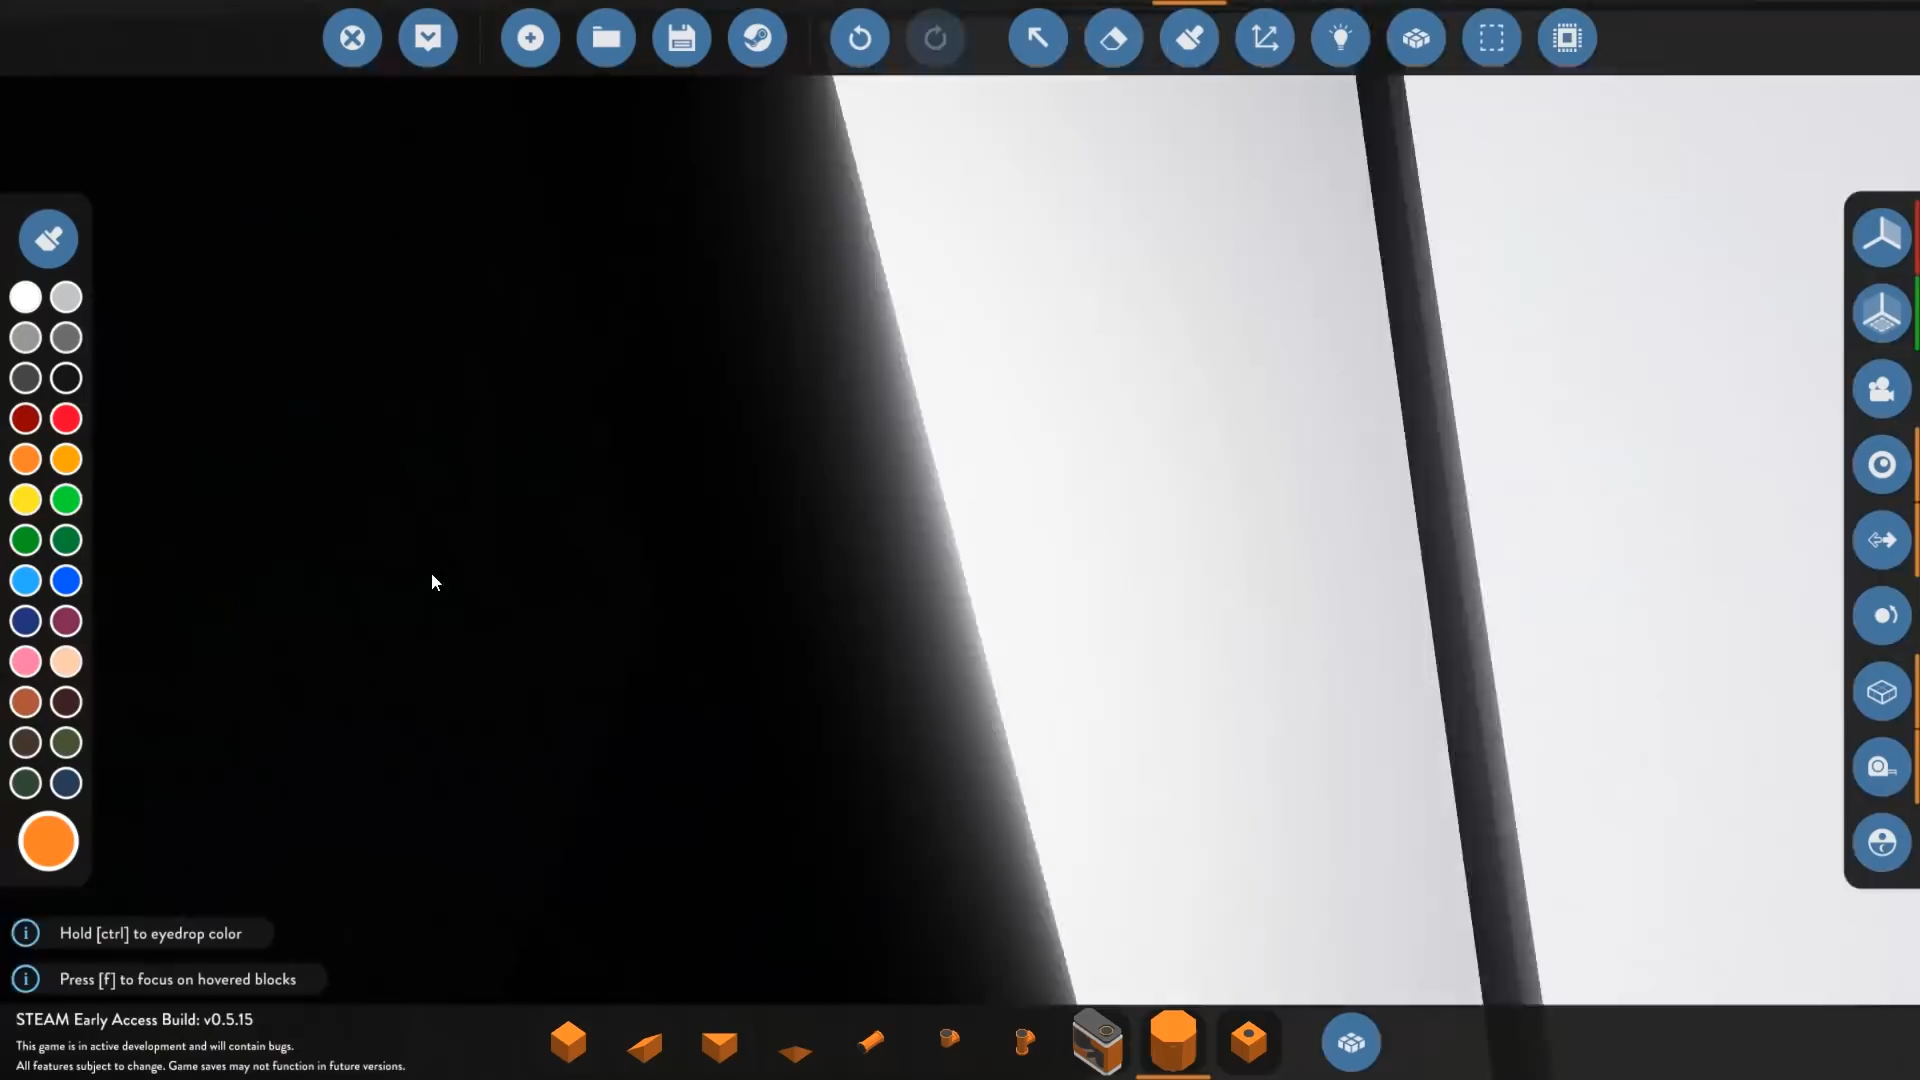 Hold [ctrl] to eyedrop color
Press [f] to focus on hovered blocks
STEAM Early Access Build: v0.5.15
This game is in active development and will contain bugs.
All features subject to change. Game saves may not function in future versions.